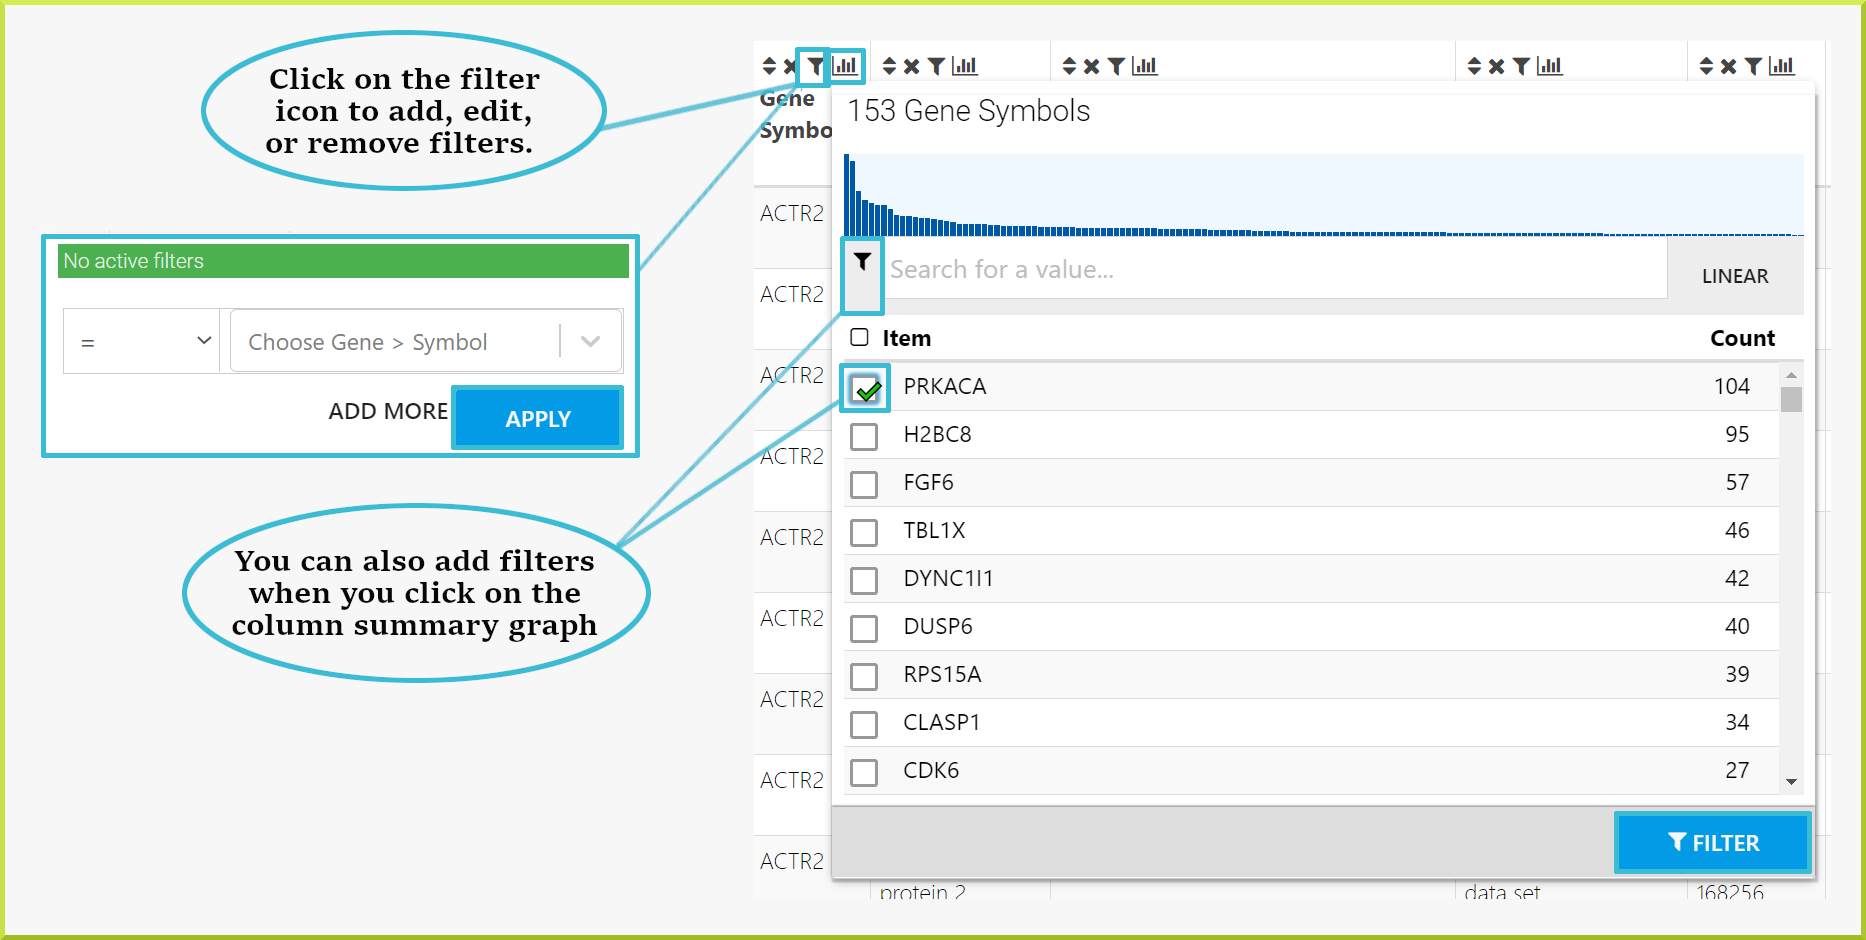 Click on the filter
icon to add, edit,
or remove filters.
No active filters
=
Choose Gene > Symbol
ADD MORE
APPLY
You can also add filters
when you click on the
column summary graph
Gene
Symbo
ACTR2
ACTR2
ACTR2
ACTR2
ACTR2
ACTR2
ACTR2
ACTR2
ACTR2
153 Gene Symbols
Search for a value...
LINEAR
Item Count
PRKACA 104
H2BC8 95
FGF6 57
TBL1X 46
DYNC1I1 42
DUSP6 40
RPS15A 39
CLASP1 34
CDK6 27
FILTER
protein 2 data set 168256